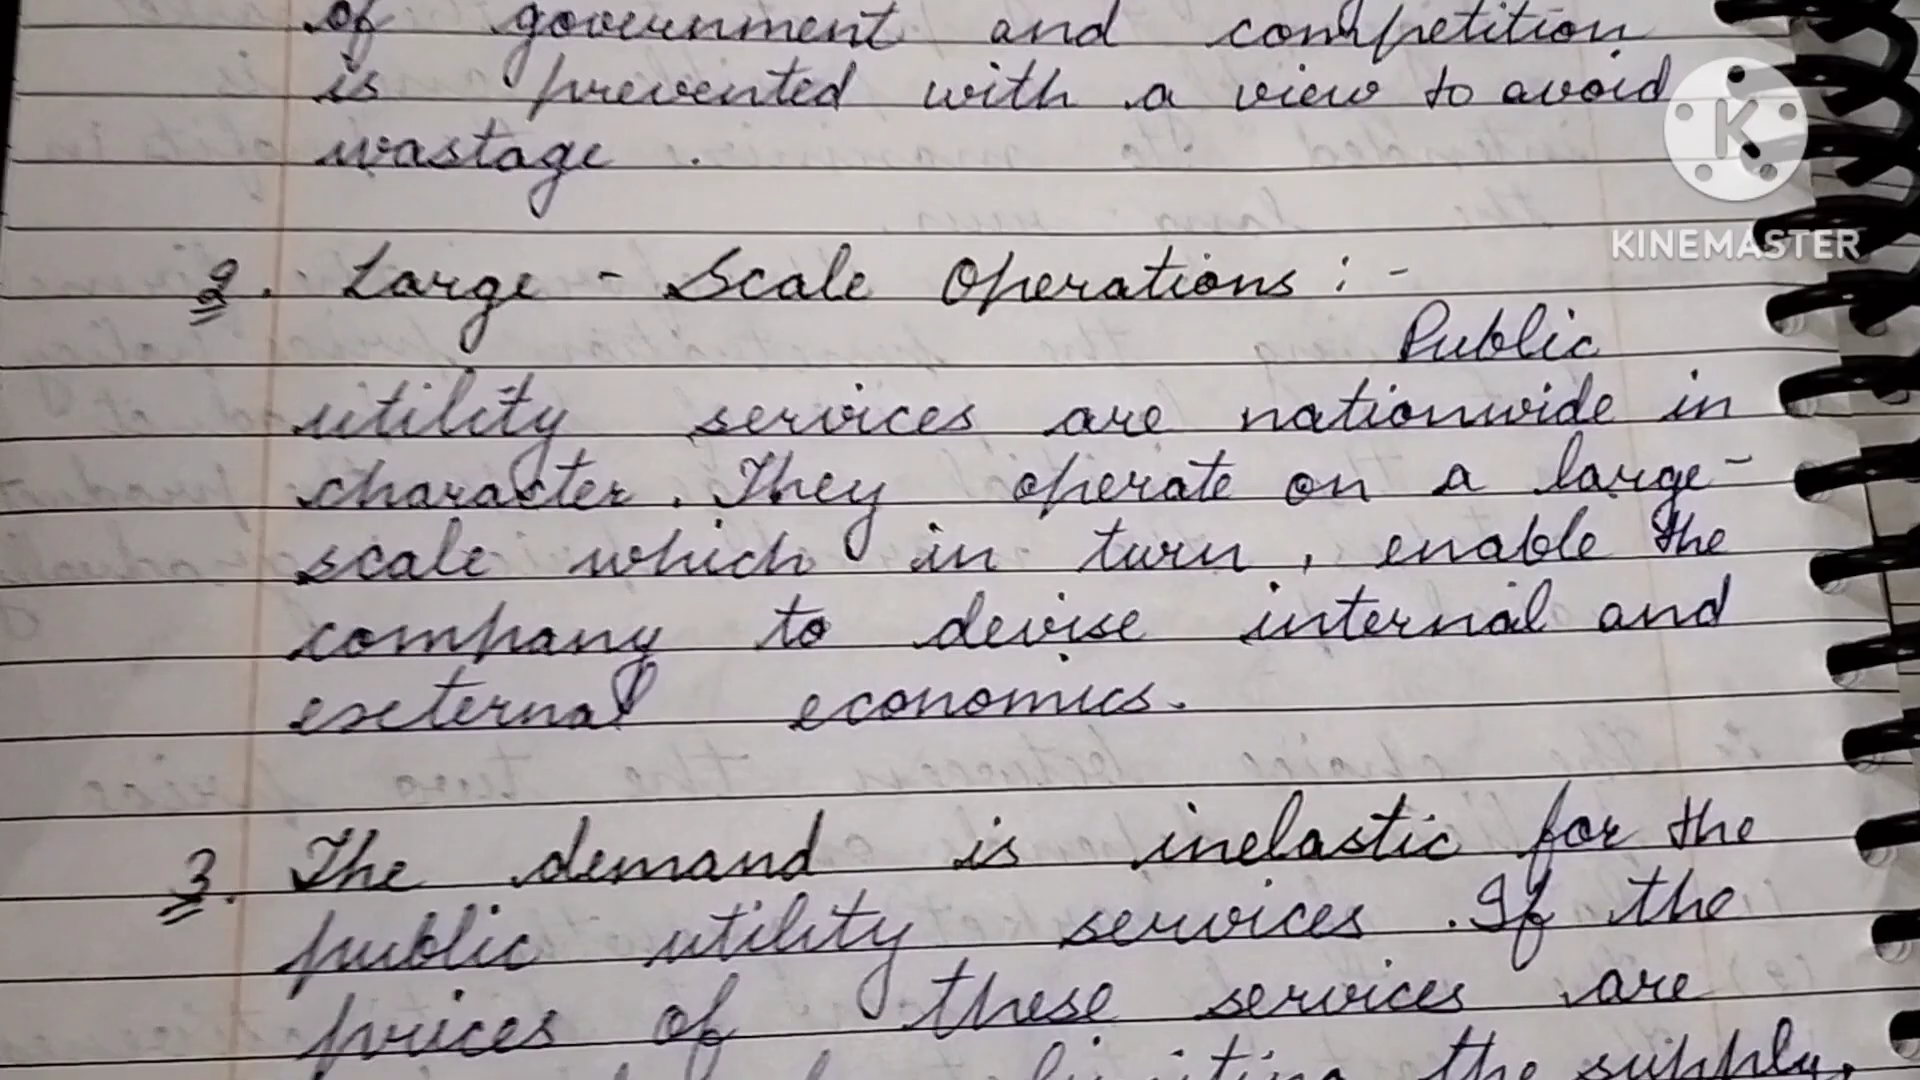 of government and competition
is prevented with a view to avoid
wastage .
KINEMASTER
2. Large - Scale Operations : -
Public
utility services are nationwide in
character. They operate on a large-
scale which in turn, enable the
company to devise internal and
external economics.
3. The demand is inelastic for the
public utility services . If the
prices of these services are
limiting the supply,